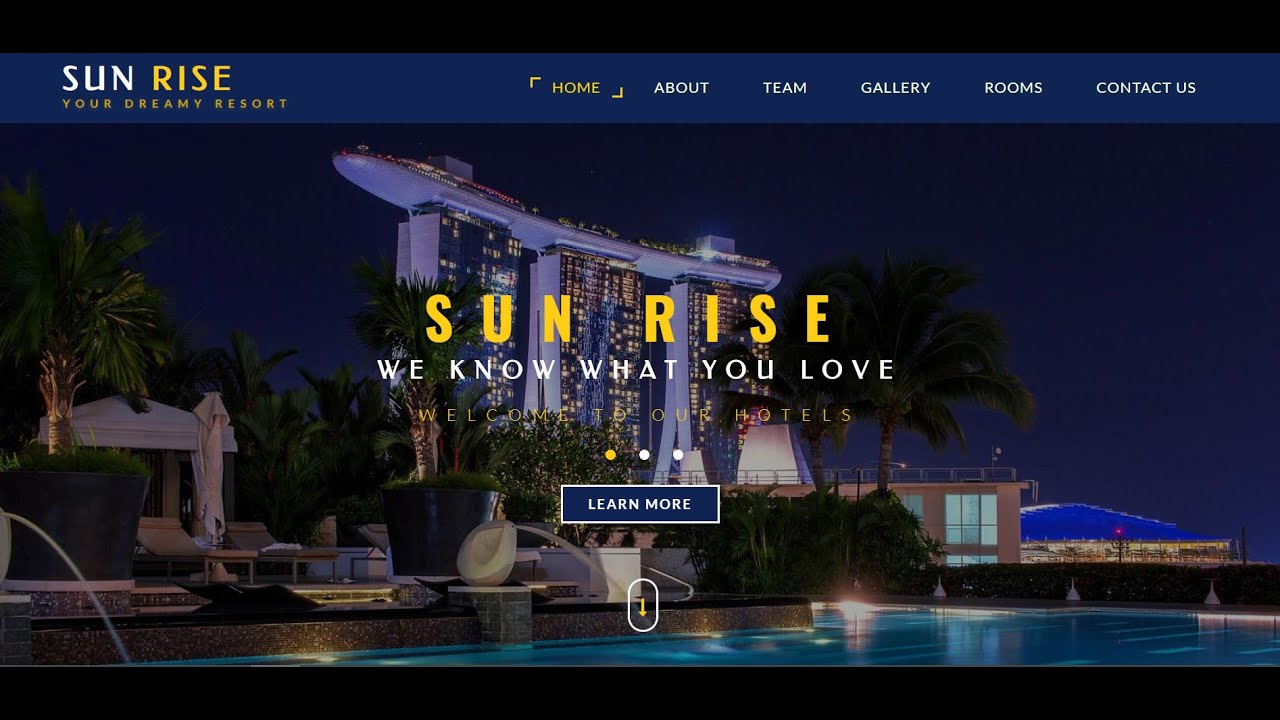 SUN RISE
YOUR DREAMY RESORT
HOME ABOUT TEAM GALLERY ROOMS CONTACT US
SUN RISE
WE KNOW WHAT YOU LOVE
WELCOME TO OUR HOTELS
LEARN MORE